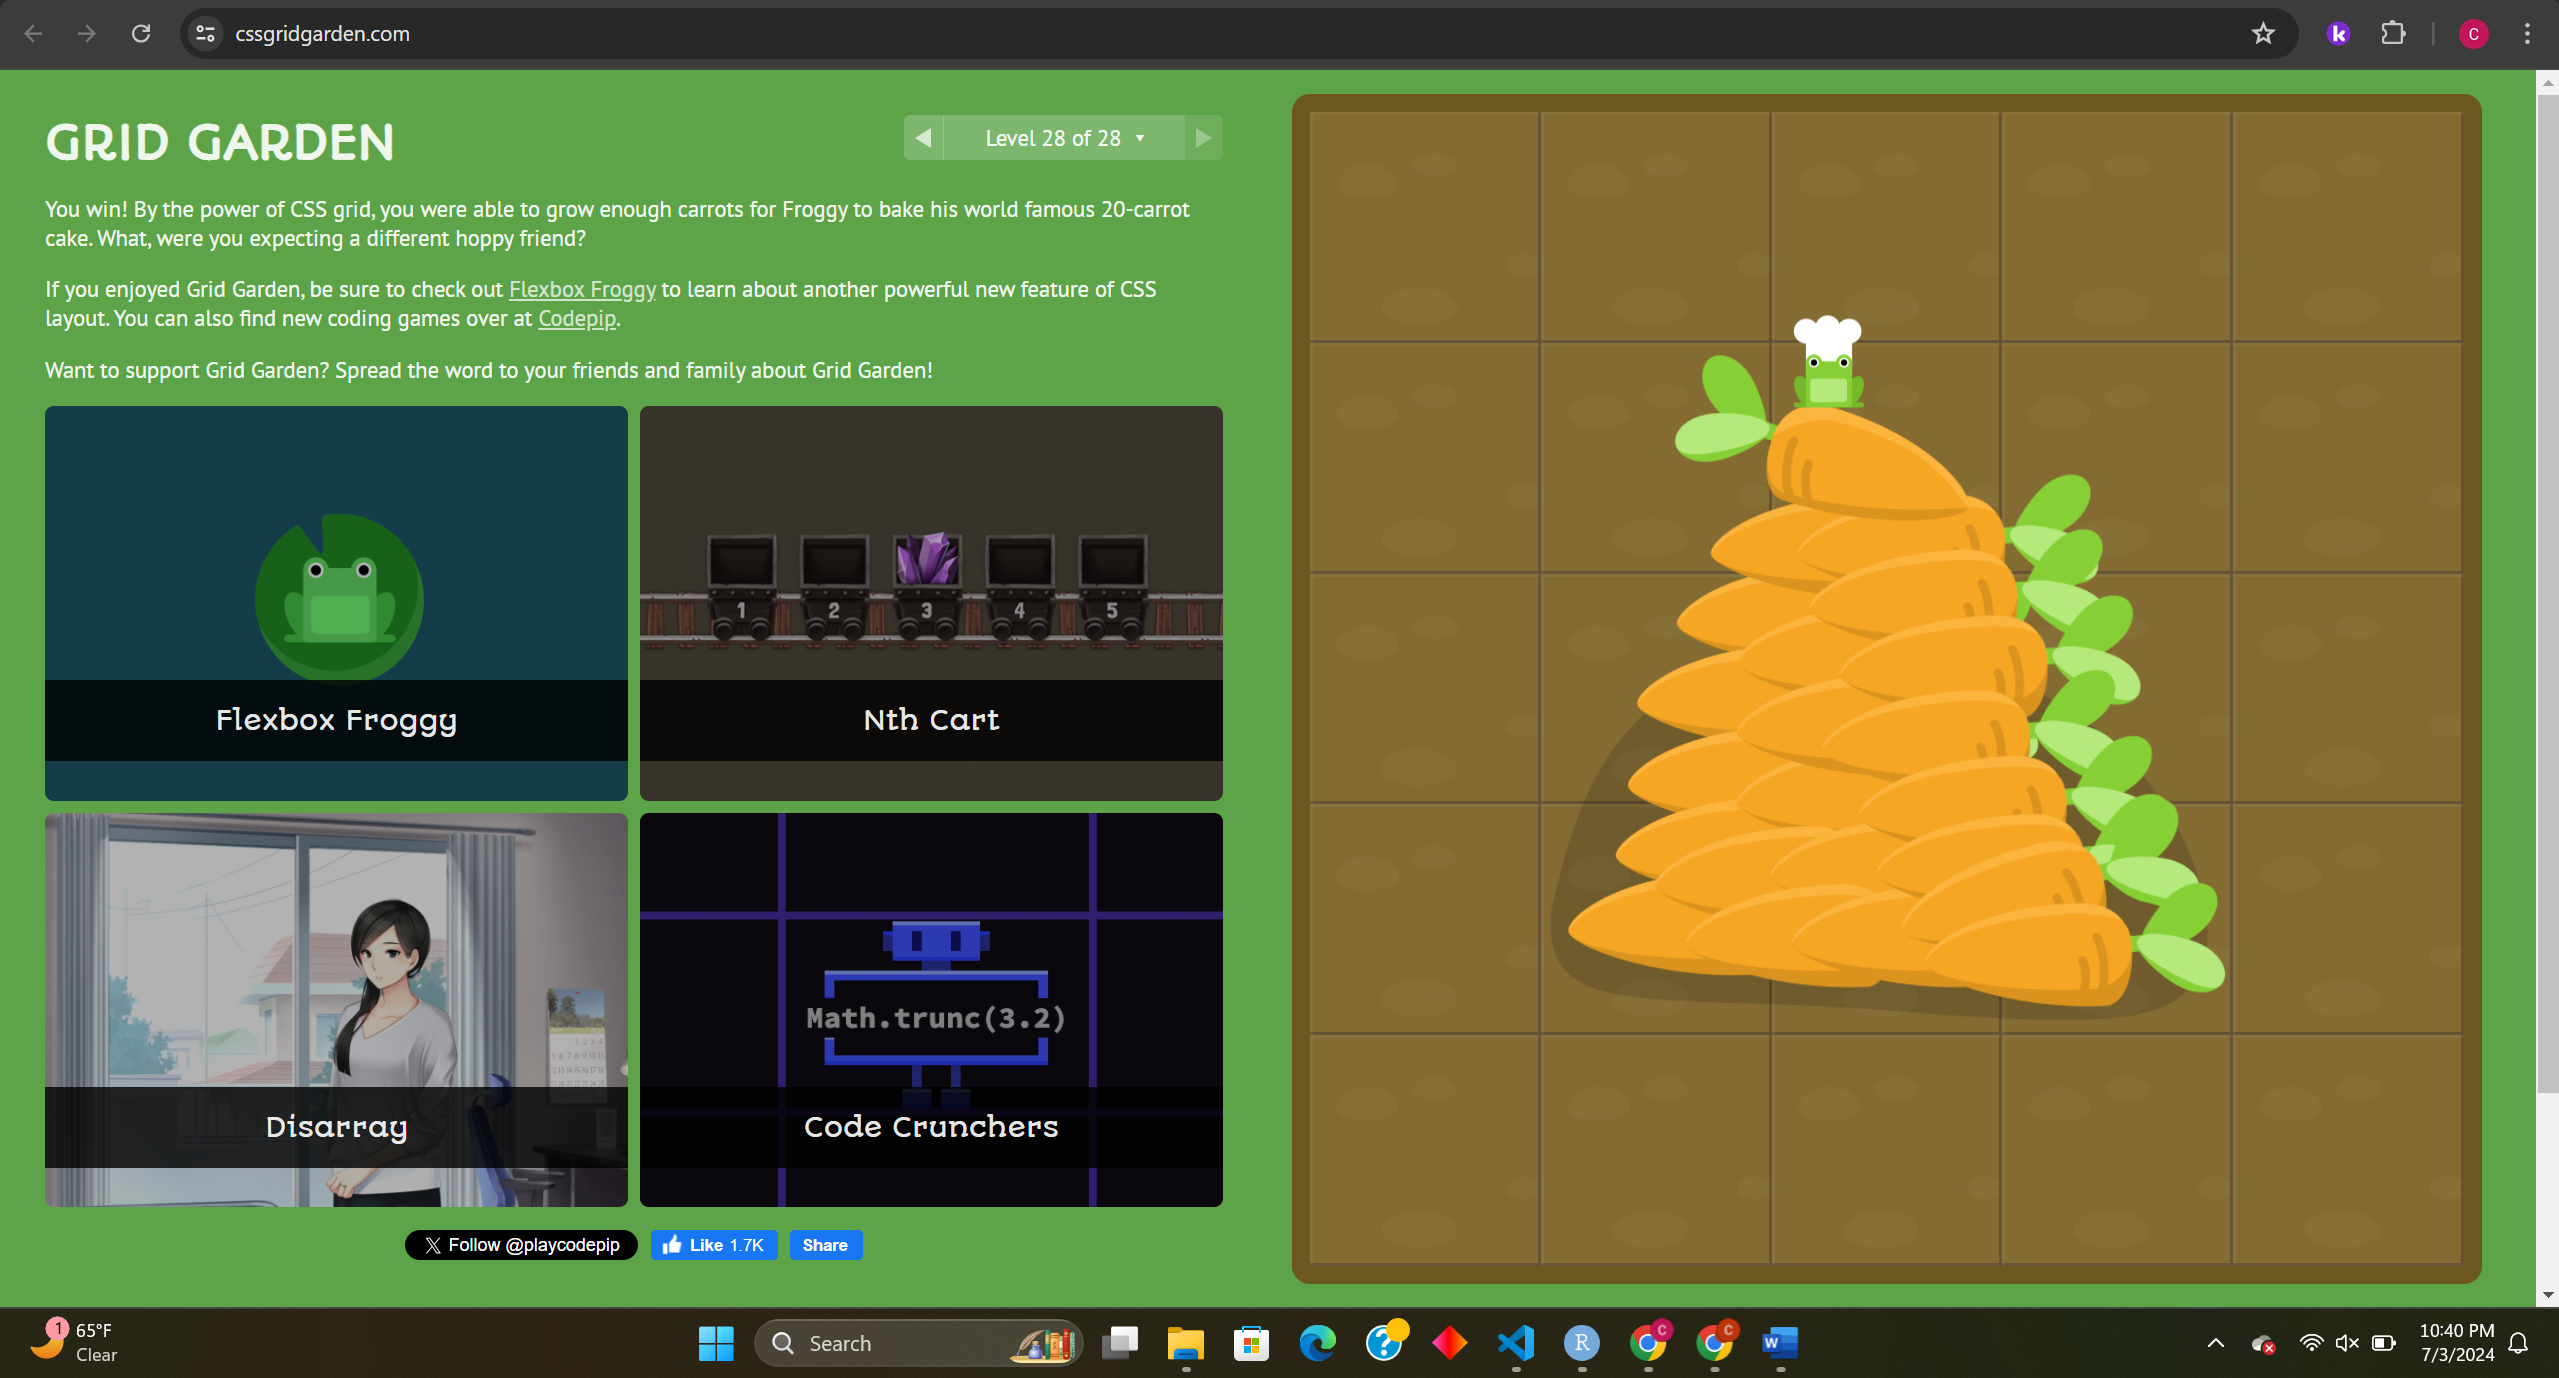 cssgridgarden.com
C
GRID GARDEN
Level 28 of 28
You win! By the power of CSS grid, you were able to grow enough carrots for Froggy to bake his world famous 20-carrot
cake. What, were you expecting a different hoppy friend?
If you enjoyed Grid Garden, be sure to check out Flexbox Froggy to learn about another powerful new feature of CSS
layout. You can also find new coding games over at Codepip.
Want to support Grid Garden? Spread the word to your friends and family about Grid Garden!
1 2 3 4 5
Flexbox Froggy
Nth Cart
Math.trunc(3.2)
Disarray
Code Crunchers
Follow @playcodepip
Like 1.7K
Share
1
65°F
Clear
Search
10:40 PM
7/3/2024